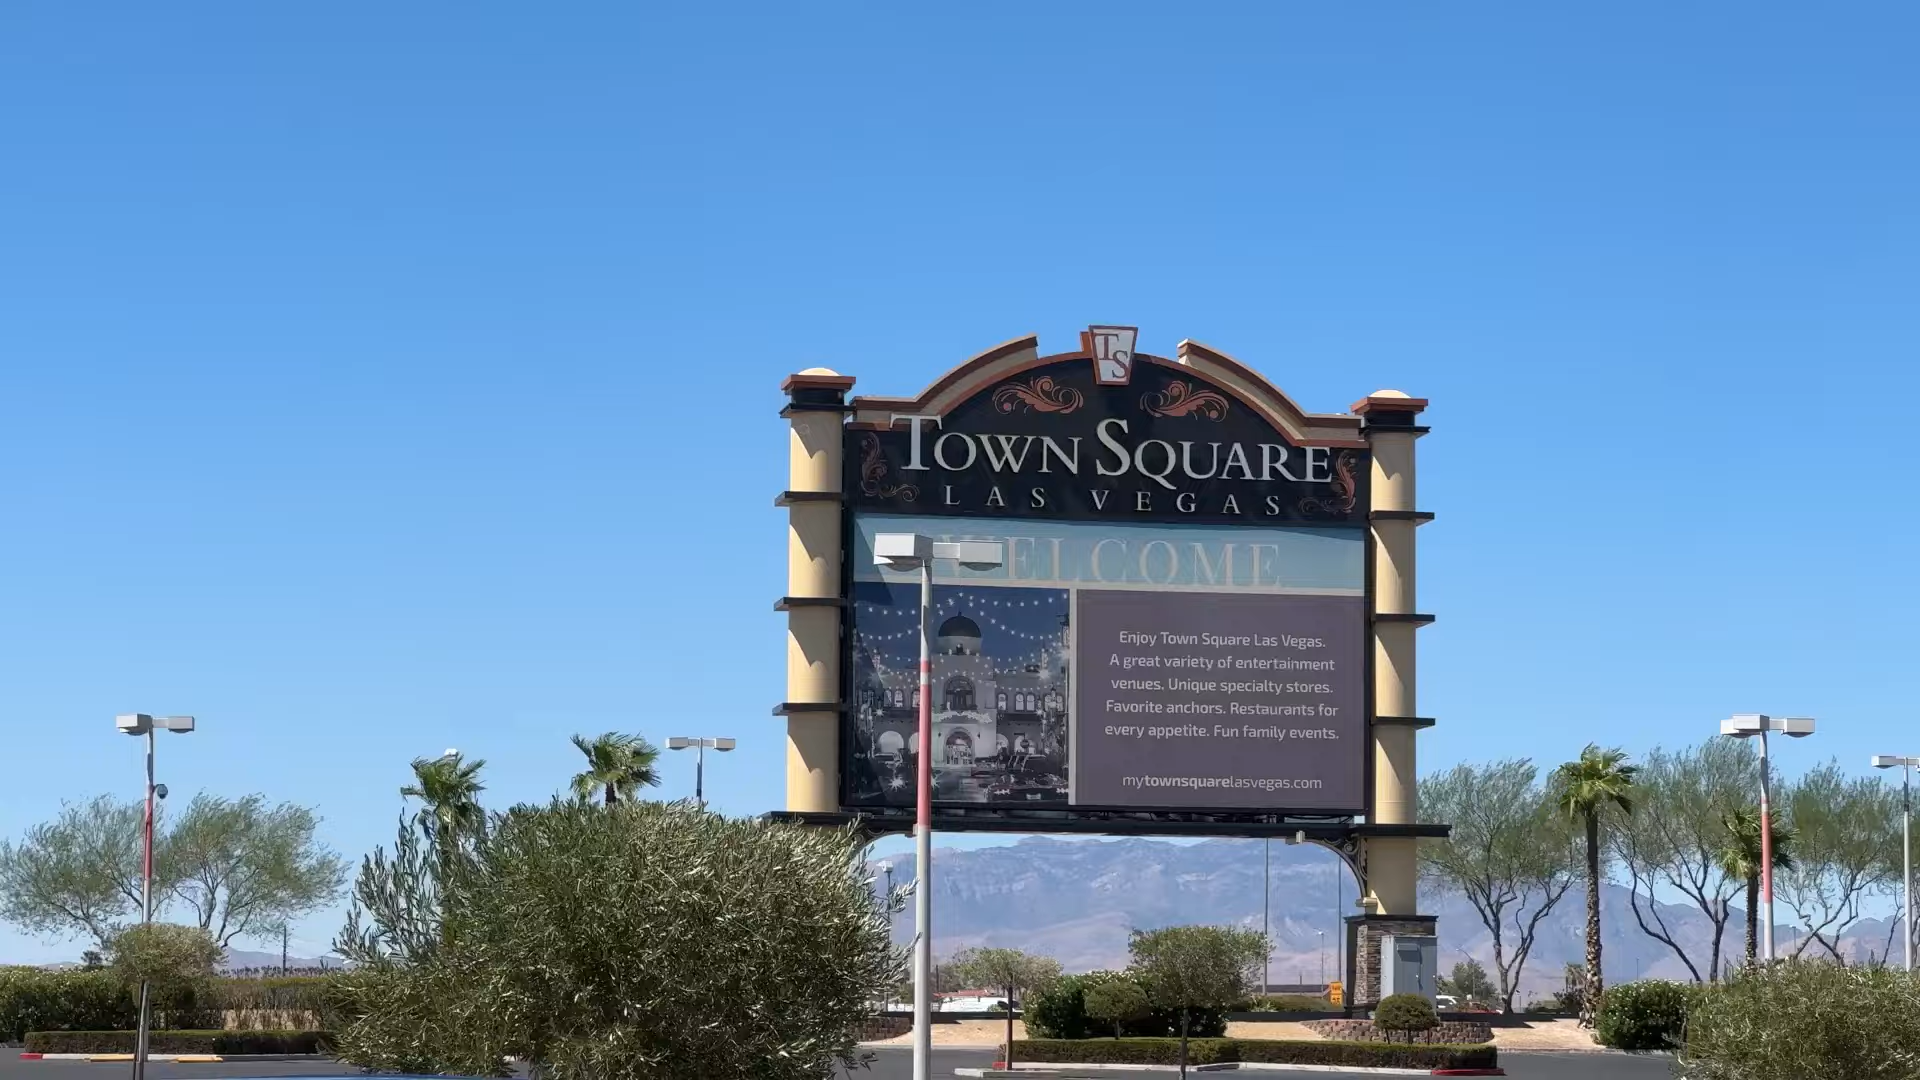 TS
TOWN SQUARE
LAS VEGAS
WELCOME
Enjoy Town Square Las Vegas.
A great variety of entertainment
venues. Unique specialty stores.
Favorite anchors. Restaurants for
every appetite. Fun family events.
mytownsquarelasvegas.com